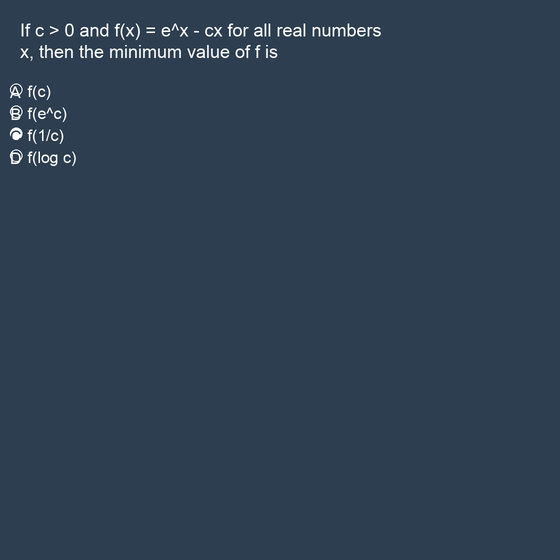 If c > 0 and f(x) = e^x - cx for all real numbers
x, then the minimum value of f is
A f(c)
B f(e^c)
f(1/c)
D f(log c)